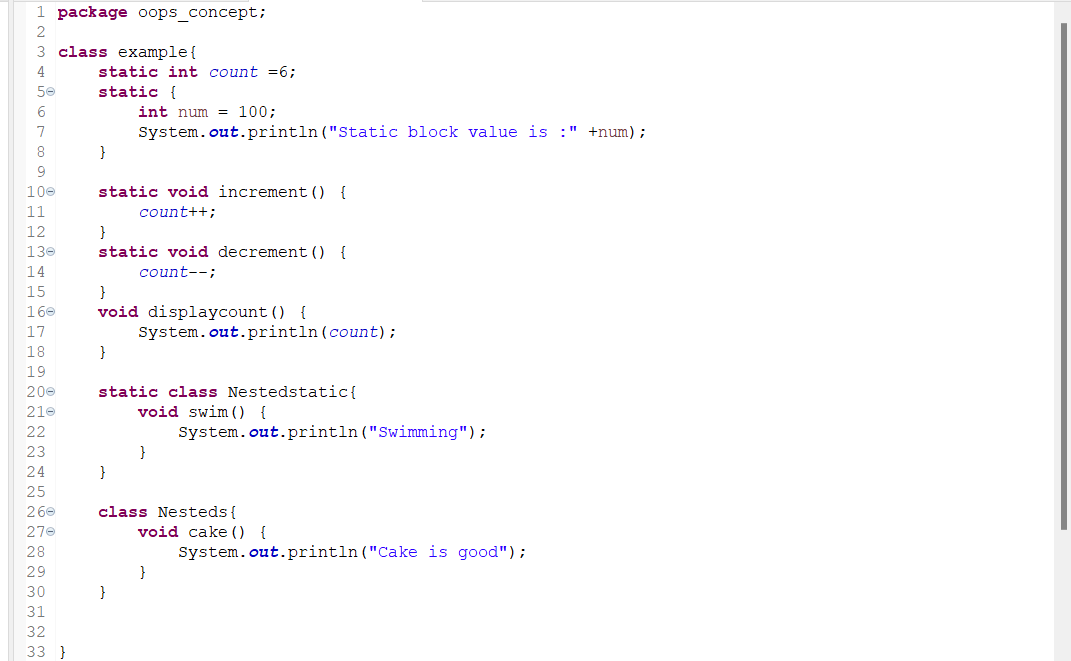 1 package oops_concept;
2
3 class example{
4     static int count =6;
5     static {
6         int num = 100;
7         System.out.println("Static block value is :" +num);
8     }
9
10     static void increment() {
11         count++;
12     }
13     static void decrement() {
14         count--;
15     }
16     void displaycount() {
17         System.out.println(count);
18     }
19
20     static class Nestedstatic{
21         void swim() {
22             System.out.println("Swimming");
23         }
24     }
25
26     class Nesteds{
27         void cake() {
28             System.out.println("Cake is good");
29         }
30     }
31
32
33 }